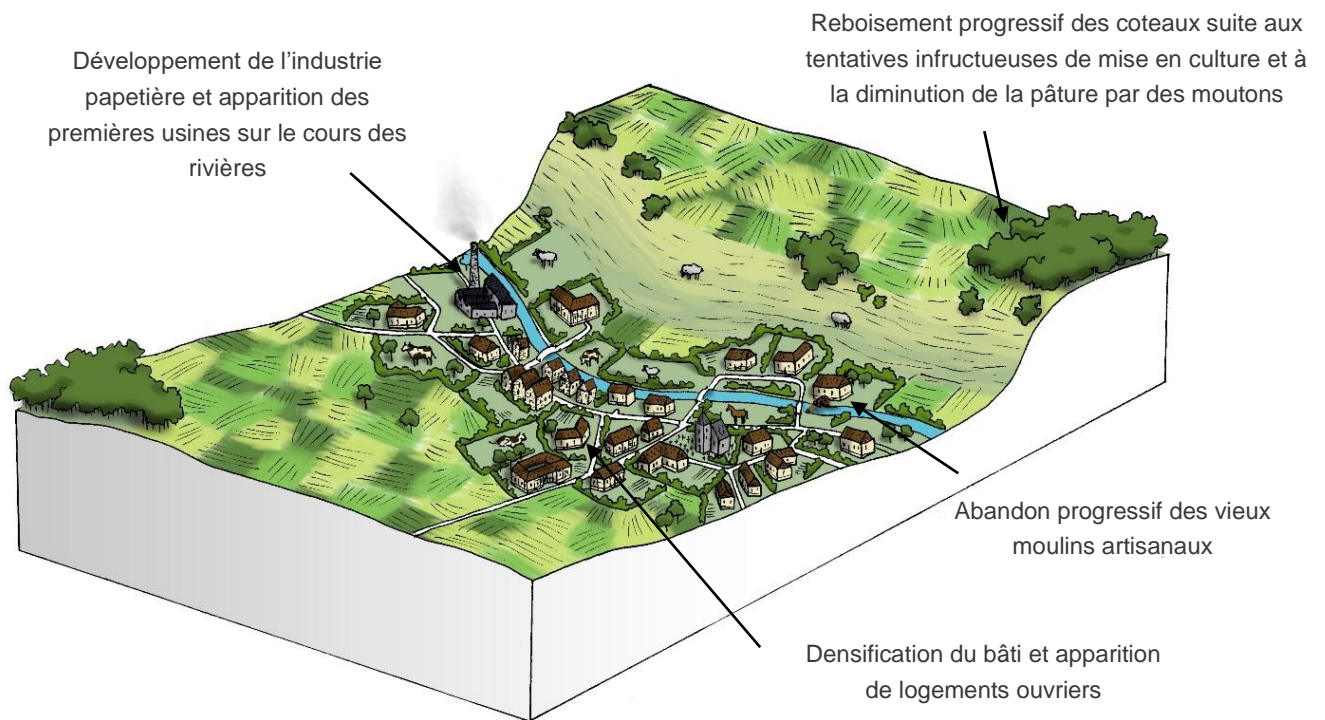 Développement de l’industrie
papetière et apparition des
premières usines sur le cours des
rivières
Reboisement progressif des coteaux suite aux
tentatives infructueuses de mise en culture et à
la diminution de la pâture par des moutons
Abandon progressif des vieux
moulins artisanaux
Densification du bâti et apparition
de logements ouvriers